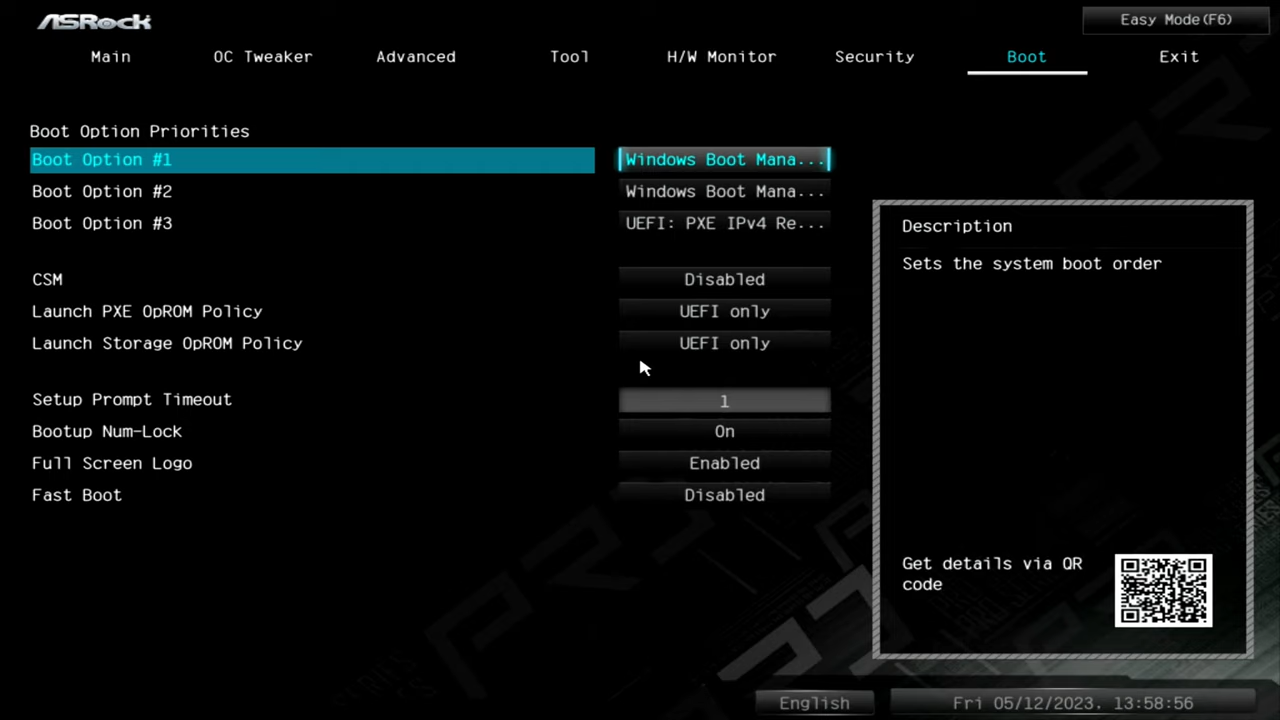 ASRock
Easy Mode(F6)
Main OC Tweaker Advanced Tool H/W Monitor Security Boot Exit
Boot Option Priorities
Boot Option #1 Windows Boot Mana...
Boot Option #2 Windows Boot Mana...
Boot Option #3 UEFI: PXE IPv4 Re...
CSM Disabled
Launch PXE OpROM Policy UEFI only
Launch Storage OpROM Policy UEFI only
Setup Prompt Timeout 1
Bootup Num-Lock On
Full Screen Logo Enabled
Fast Boot Disabled
Description
Sets the system boot order
Get details via QR
code
English
Fri 05/12/2023. 13:58:56